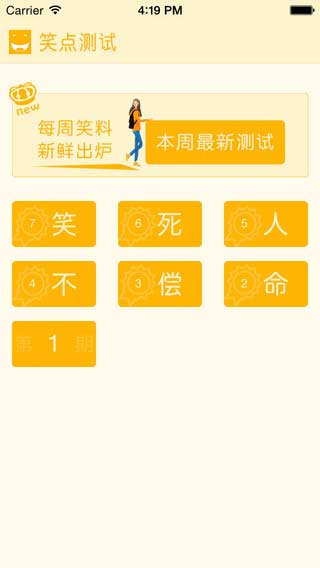 Carrier 4:19 PM
笑点测试
new
每周笑料
新鲜出炉
本周最新测试
7 笑 6 死 5 人
4 不 3 偿 2 命
第 1 期